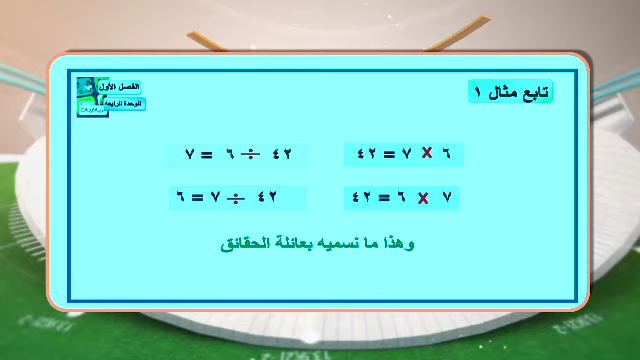 تابع مثال ١
الفصل الأول
الوحدة الرابعة
٦ × ٧ = ٤٢
٤٢ ÷ ٦ = ٧
٧ × ٦ = ٤٢
٤٢ ÷ ٧ = ٦
وهذا ما نسميه بعائلة الحقائق